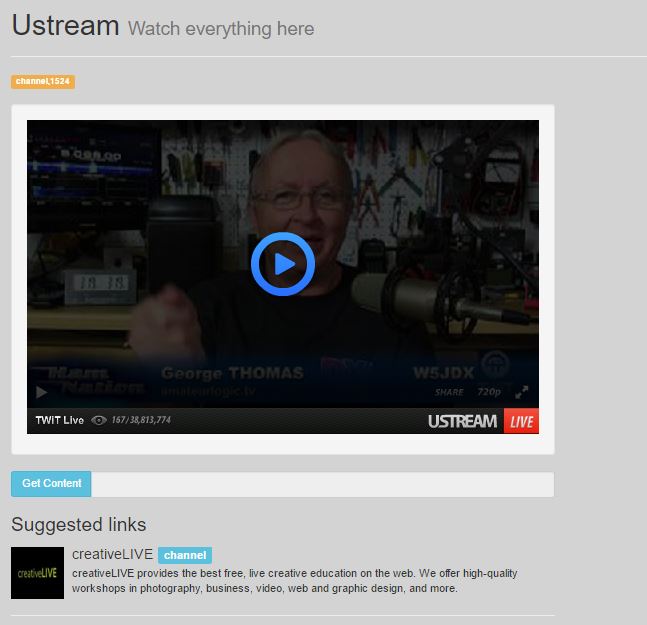 Ustream Watch everything here
channel,1524
George THOMAS W5JDX
Ham Nation
amateurlogic.tv
SHARE 720p
TWiT Live 167/38,813,774 USTREAM LIVE
Get Content
Suggested links
creativeLIVE channel
creativeLIVE
creativeLIVE provides the best free, live creative education on the web. We offer high-quality
workshops in photography, business, video, web and graphic design, and more.